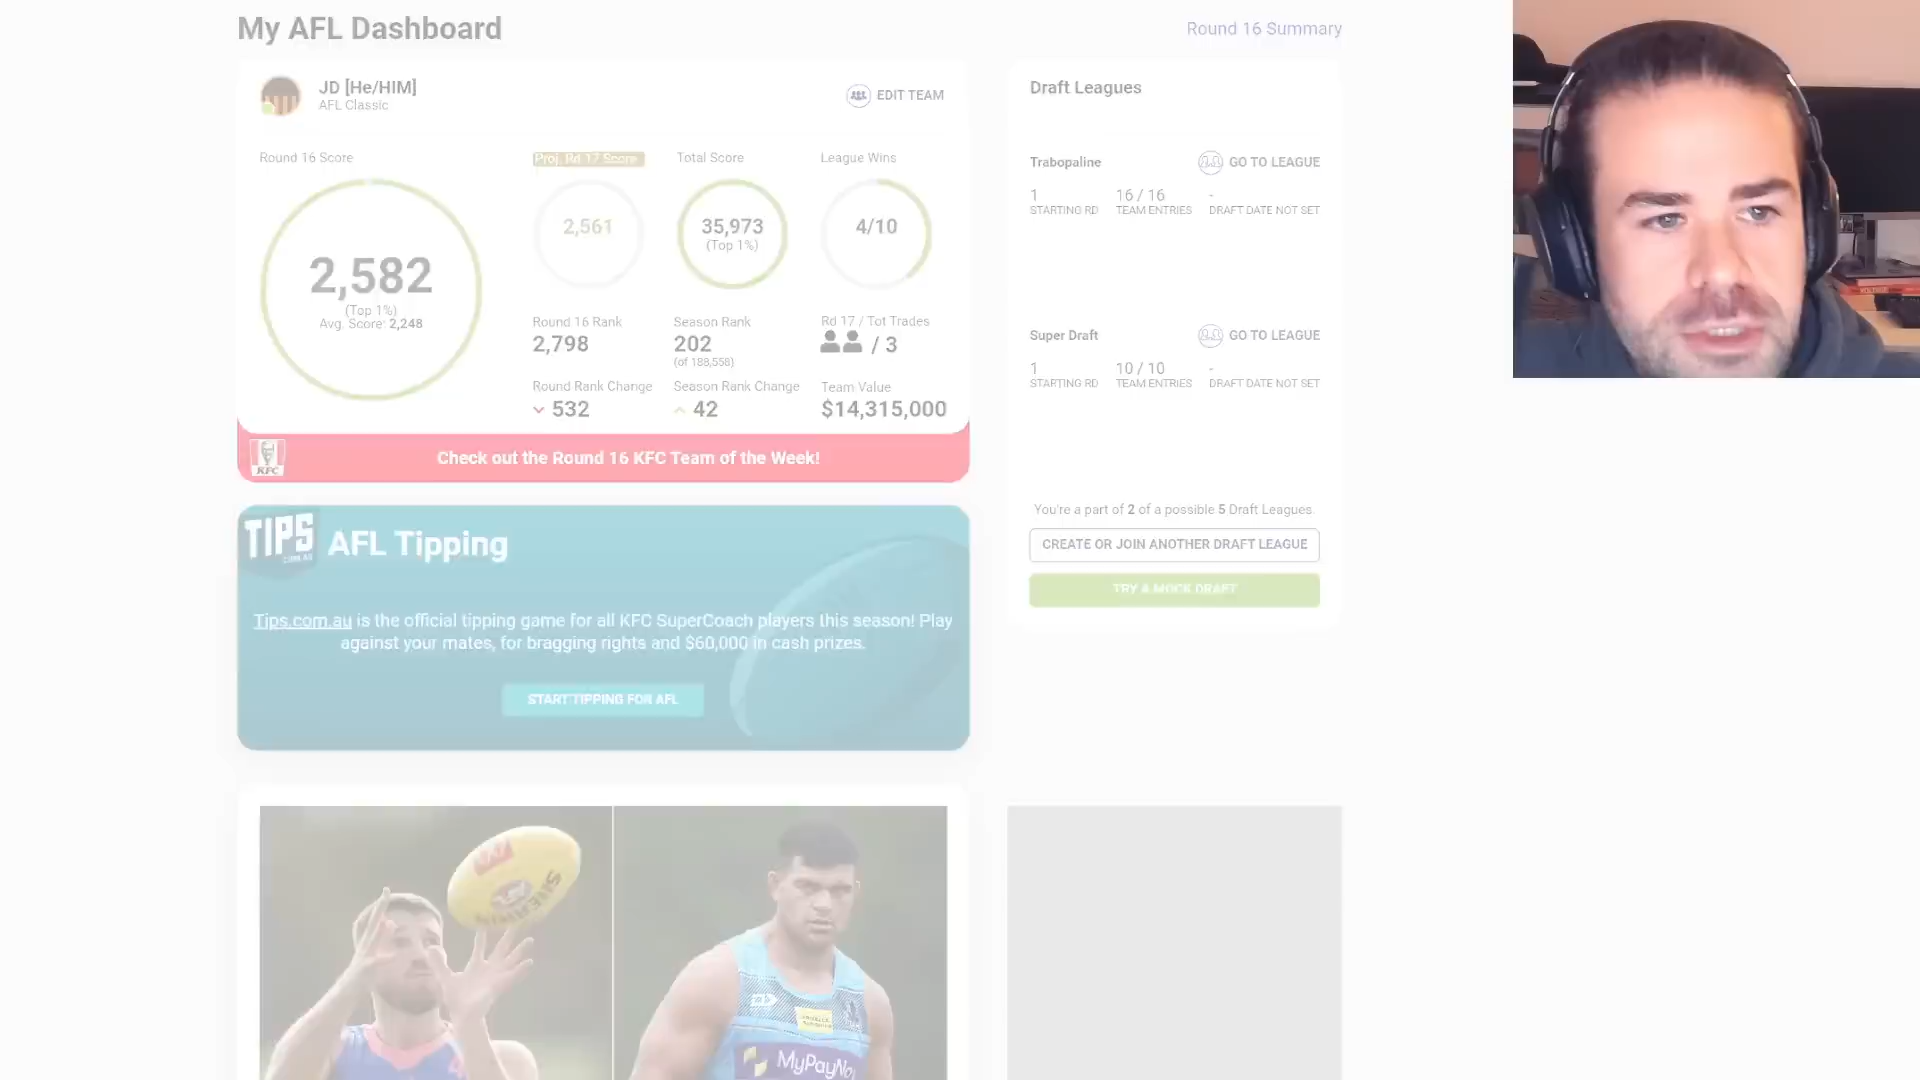 My AFL Dashboard
Round 16 Summary
JD [He/HIM]
AFL Classic
EDIT TEAM
Round 16 Score
Proj. Rd 17 Score
Total Score
League Wins
2,582
(Top 1%)
Avg. Score: 2,248
2,561
35,973
(Top 1%)
4/10
Round 16 Rank
2,798
Season Rank
202
(of 188,558)
Rd 17 / Tot Trades
/ 3
Round Rank Change
532
Season Rank Change
42
Team Value
$14,315,000
KFC
Check out the Round 16 KFC Team of the Week!
Draft Leagues
Trabopaline
GO TO LEAGUE
1
STARTING RD
16 / 16
TEAM ENTRIES
-
DRAFT DATE NOT SET
Super Draft
GO TO LEAGUE
1
STARTING RD
10 / 10
TEAM ENTRIES
-
DRAFT DATE NOT SET
You're a part of 2 of a possible 5 Draft Leagues.
CREATE OR JOIN ANOTHER DRAFT LEAGUE
TRY A MOCK DRAFT
TIPS
.COM.AU
AFL Tipping
Tips.com.au is the official tipping game for all KFC SuperCoach players this season! Play
against your mates, for bragging rights and $60,000 in cash prizes.
START TIPPING FOR AFL
MyPayNo